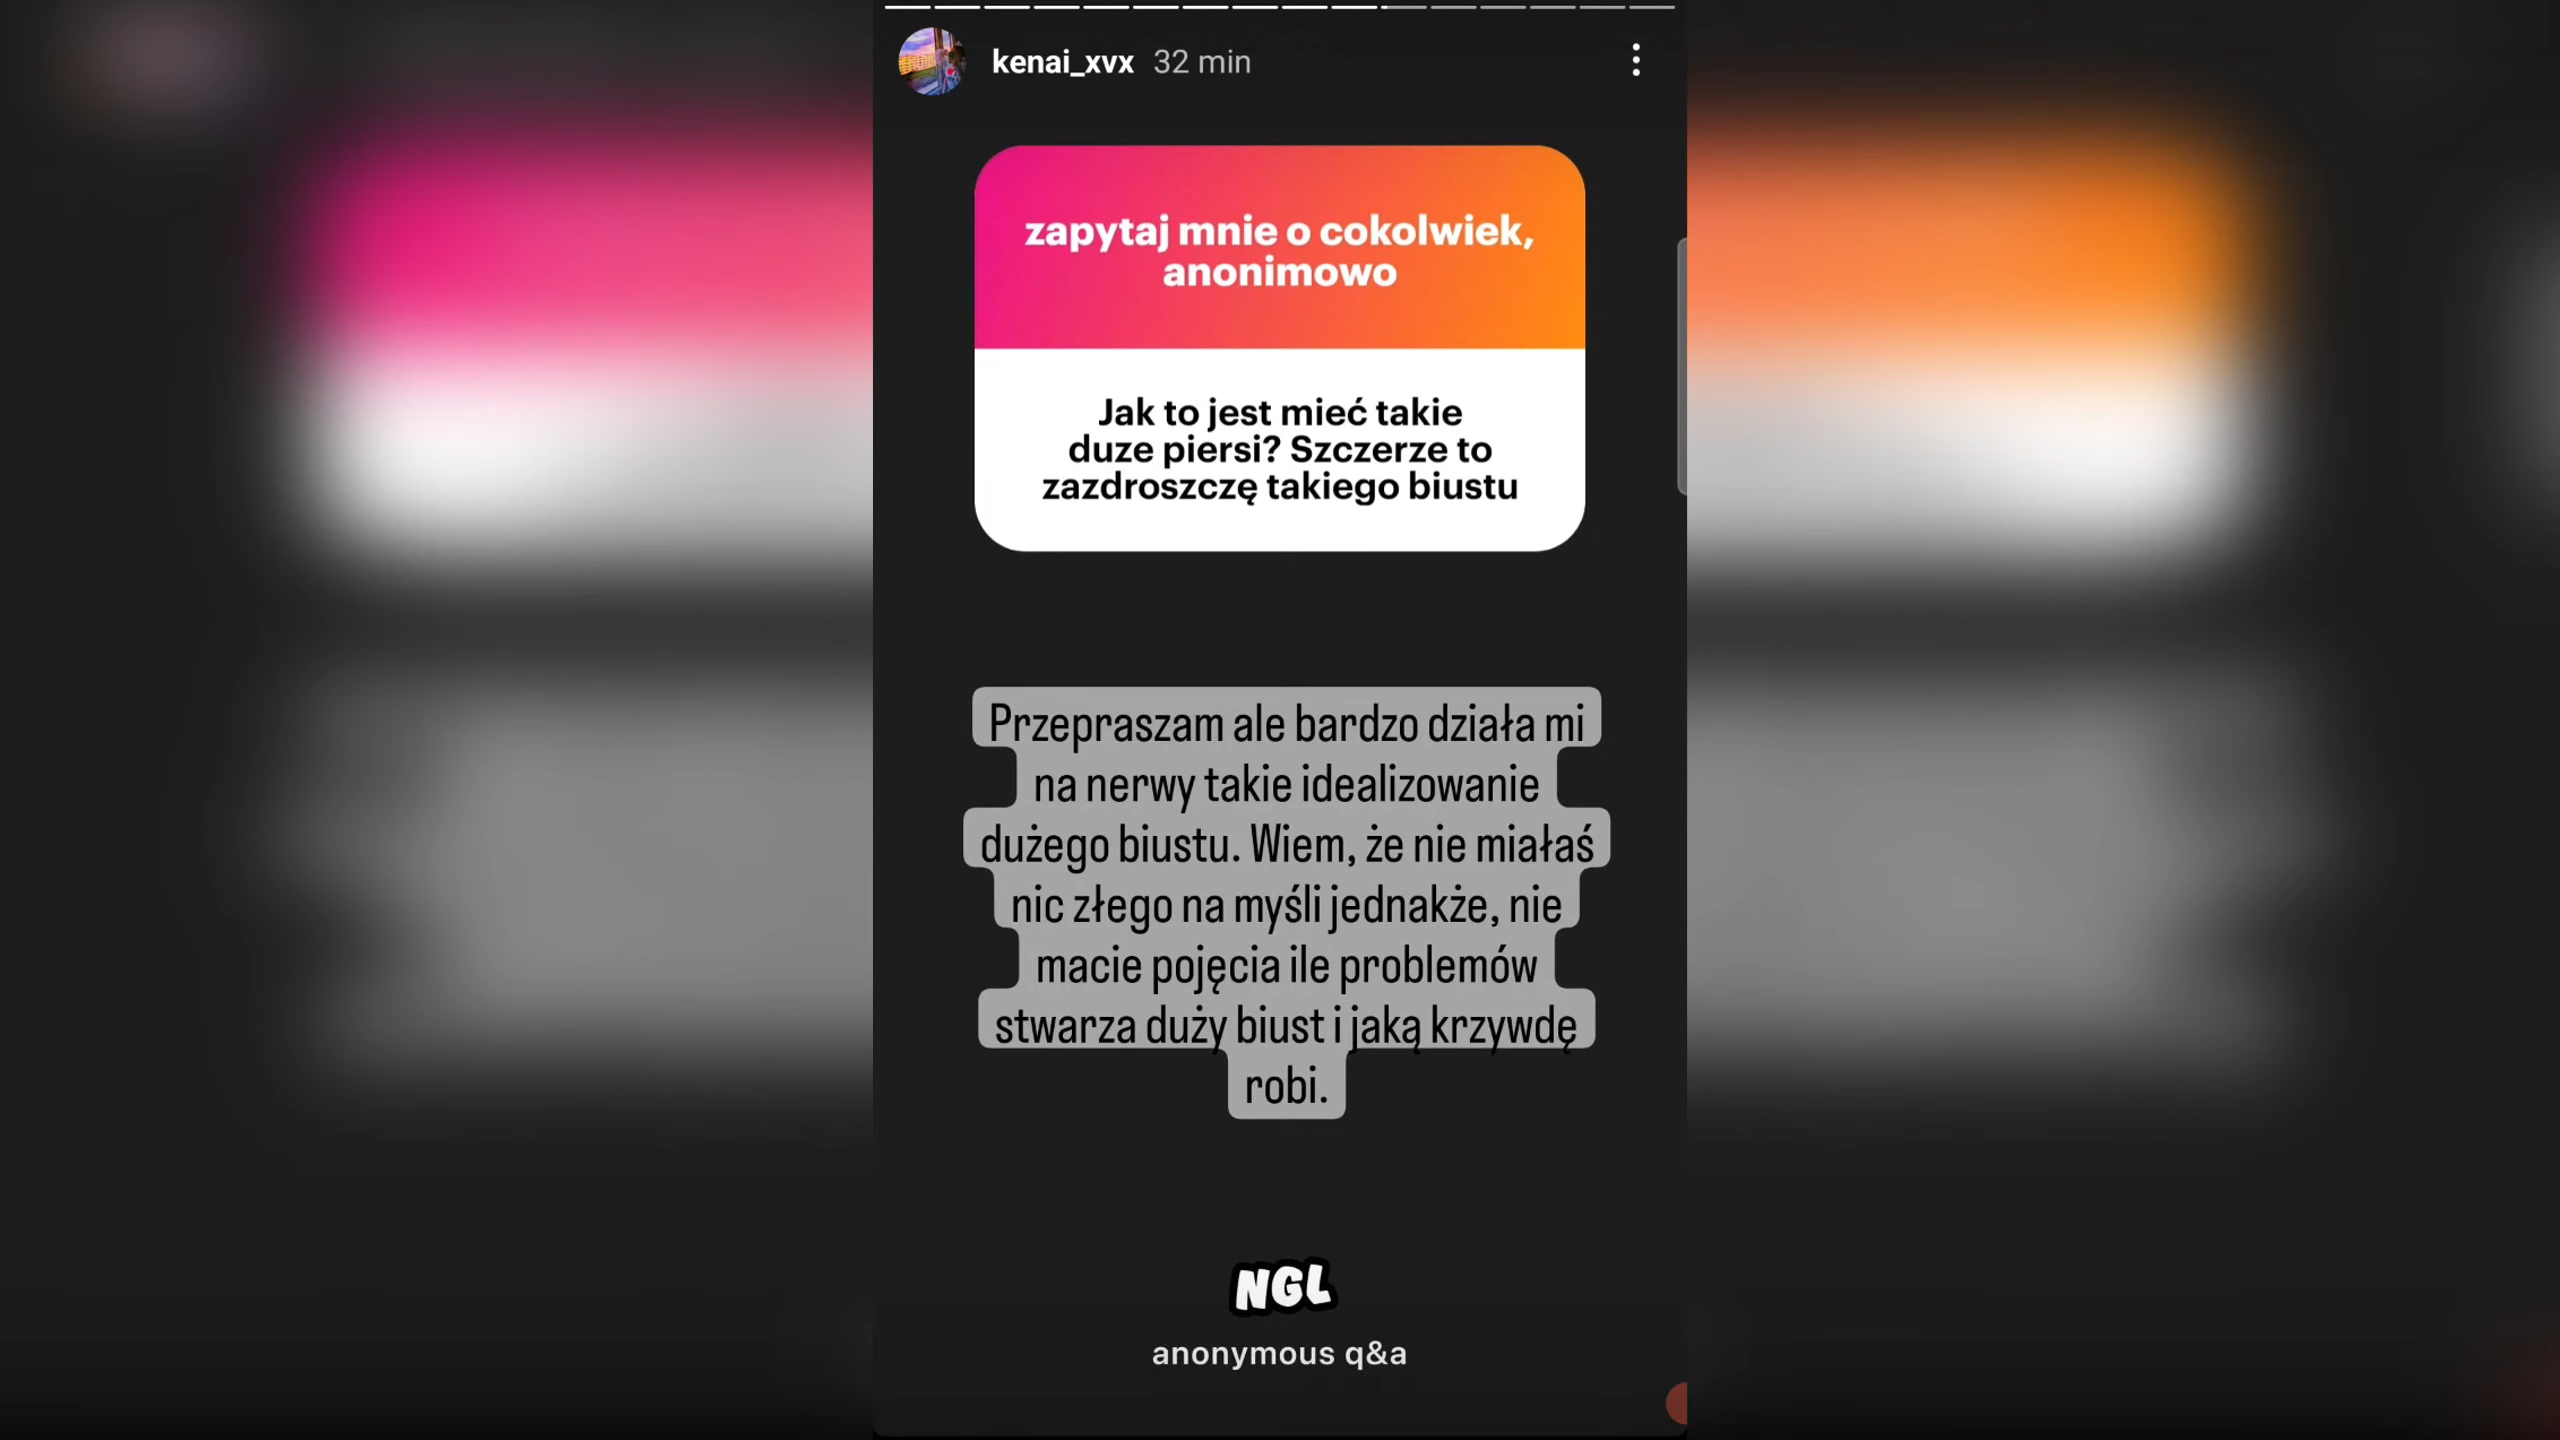 kenai_xvx 32 min
zapytaj mnie o cokolwiek,
anonimowo
Jak to jest mieć takie
duze piersi? Szczerze to
zazdroszczę takiego biustu
Przepraszam ale bardzo działa mi
na nerwy takie idealizowanie
dużego biustu. Wiem, że nie miałaś
nic złego na myśli jednakże, nie
macie pojęcia ile problemów
stwarza duży biust i jaką krzywdę
robi.
NGL
anonymous q&a